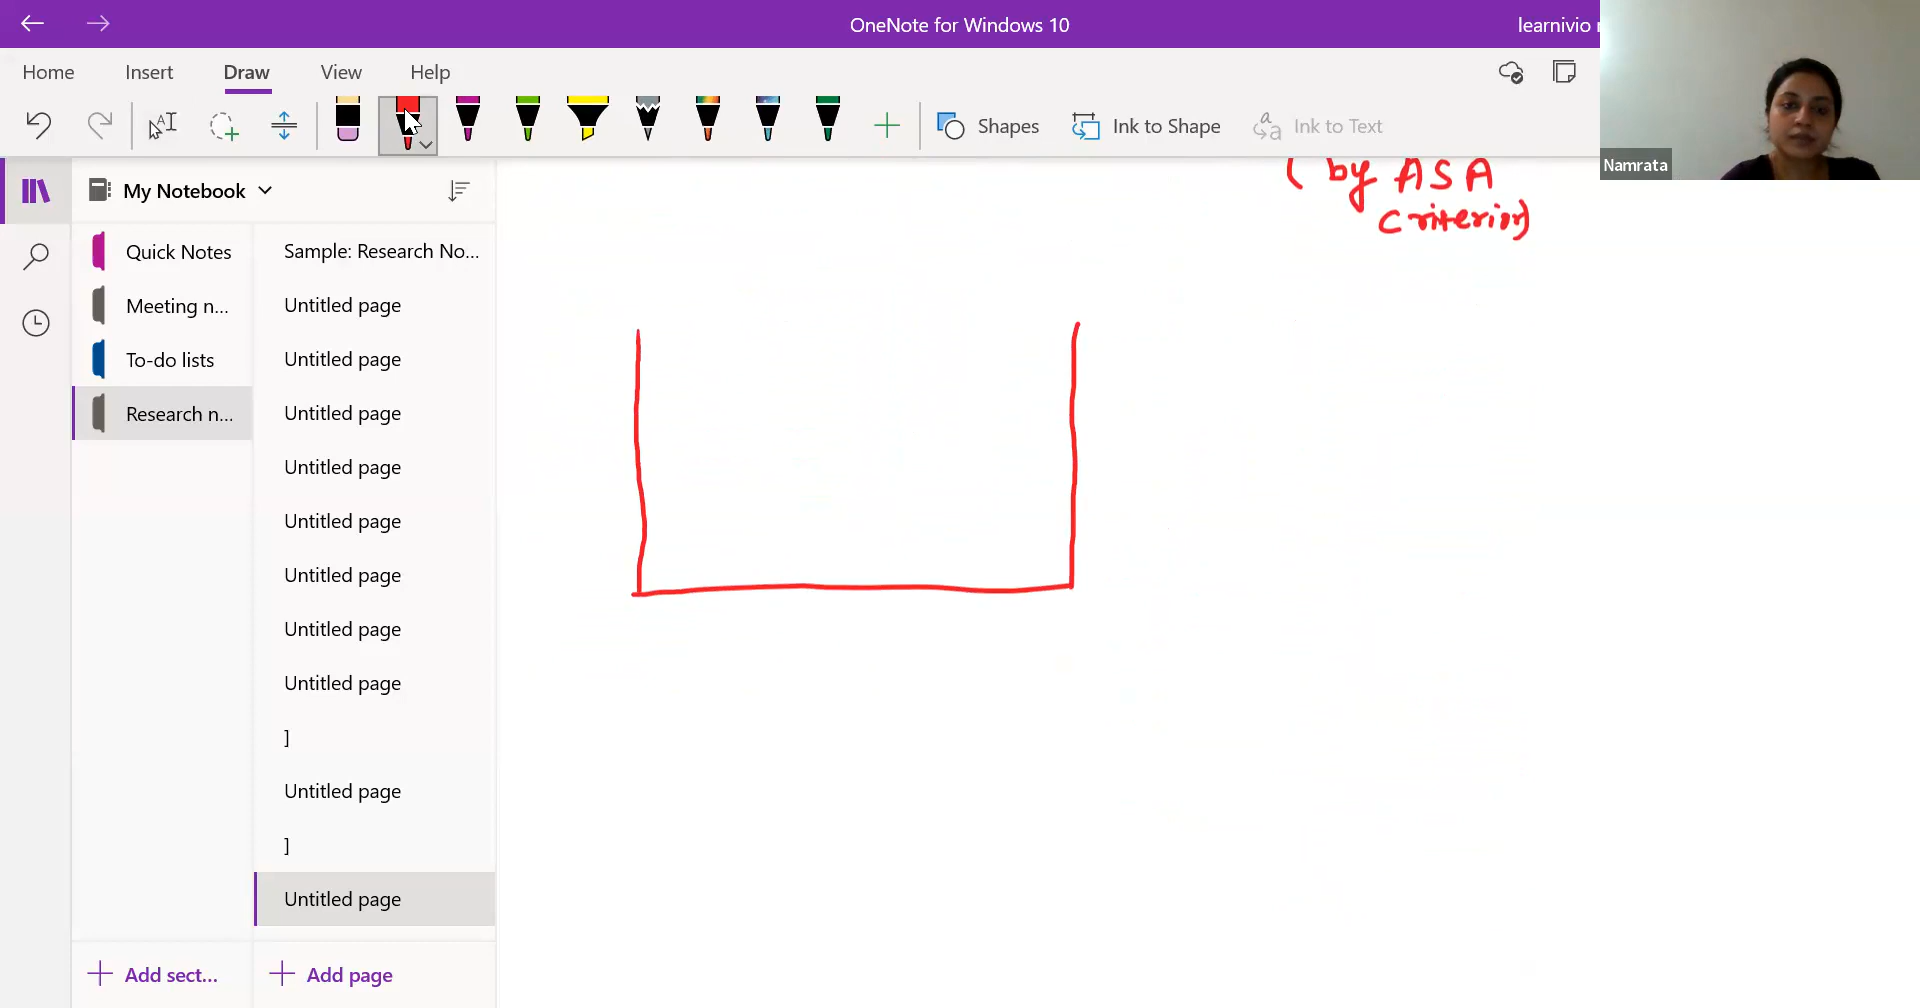 OneNote for Windows 10
learnivio
Home Insert Draw View Help
Shapes Ink to Shape Ink to Text
Namrata
My Notebook
Quick Notes
Meeting n...
To-do lists
Research n...
Sample: Research No...
Untitled page
Untitled page
Untitled page
Untitled page
Untitled page
Untitled page
Untitled page
Untitled page
]
Untitled page
]
Untitled page
Add sect...
Add page
( by ASA
criterior)